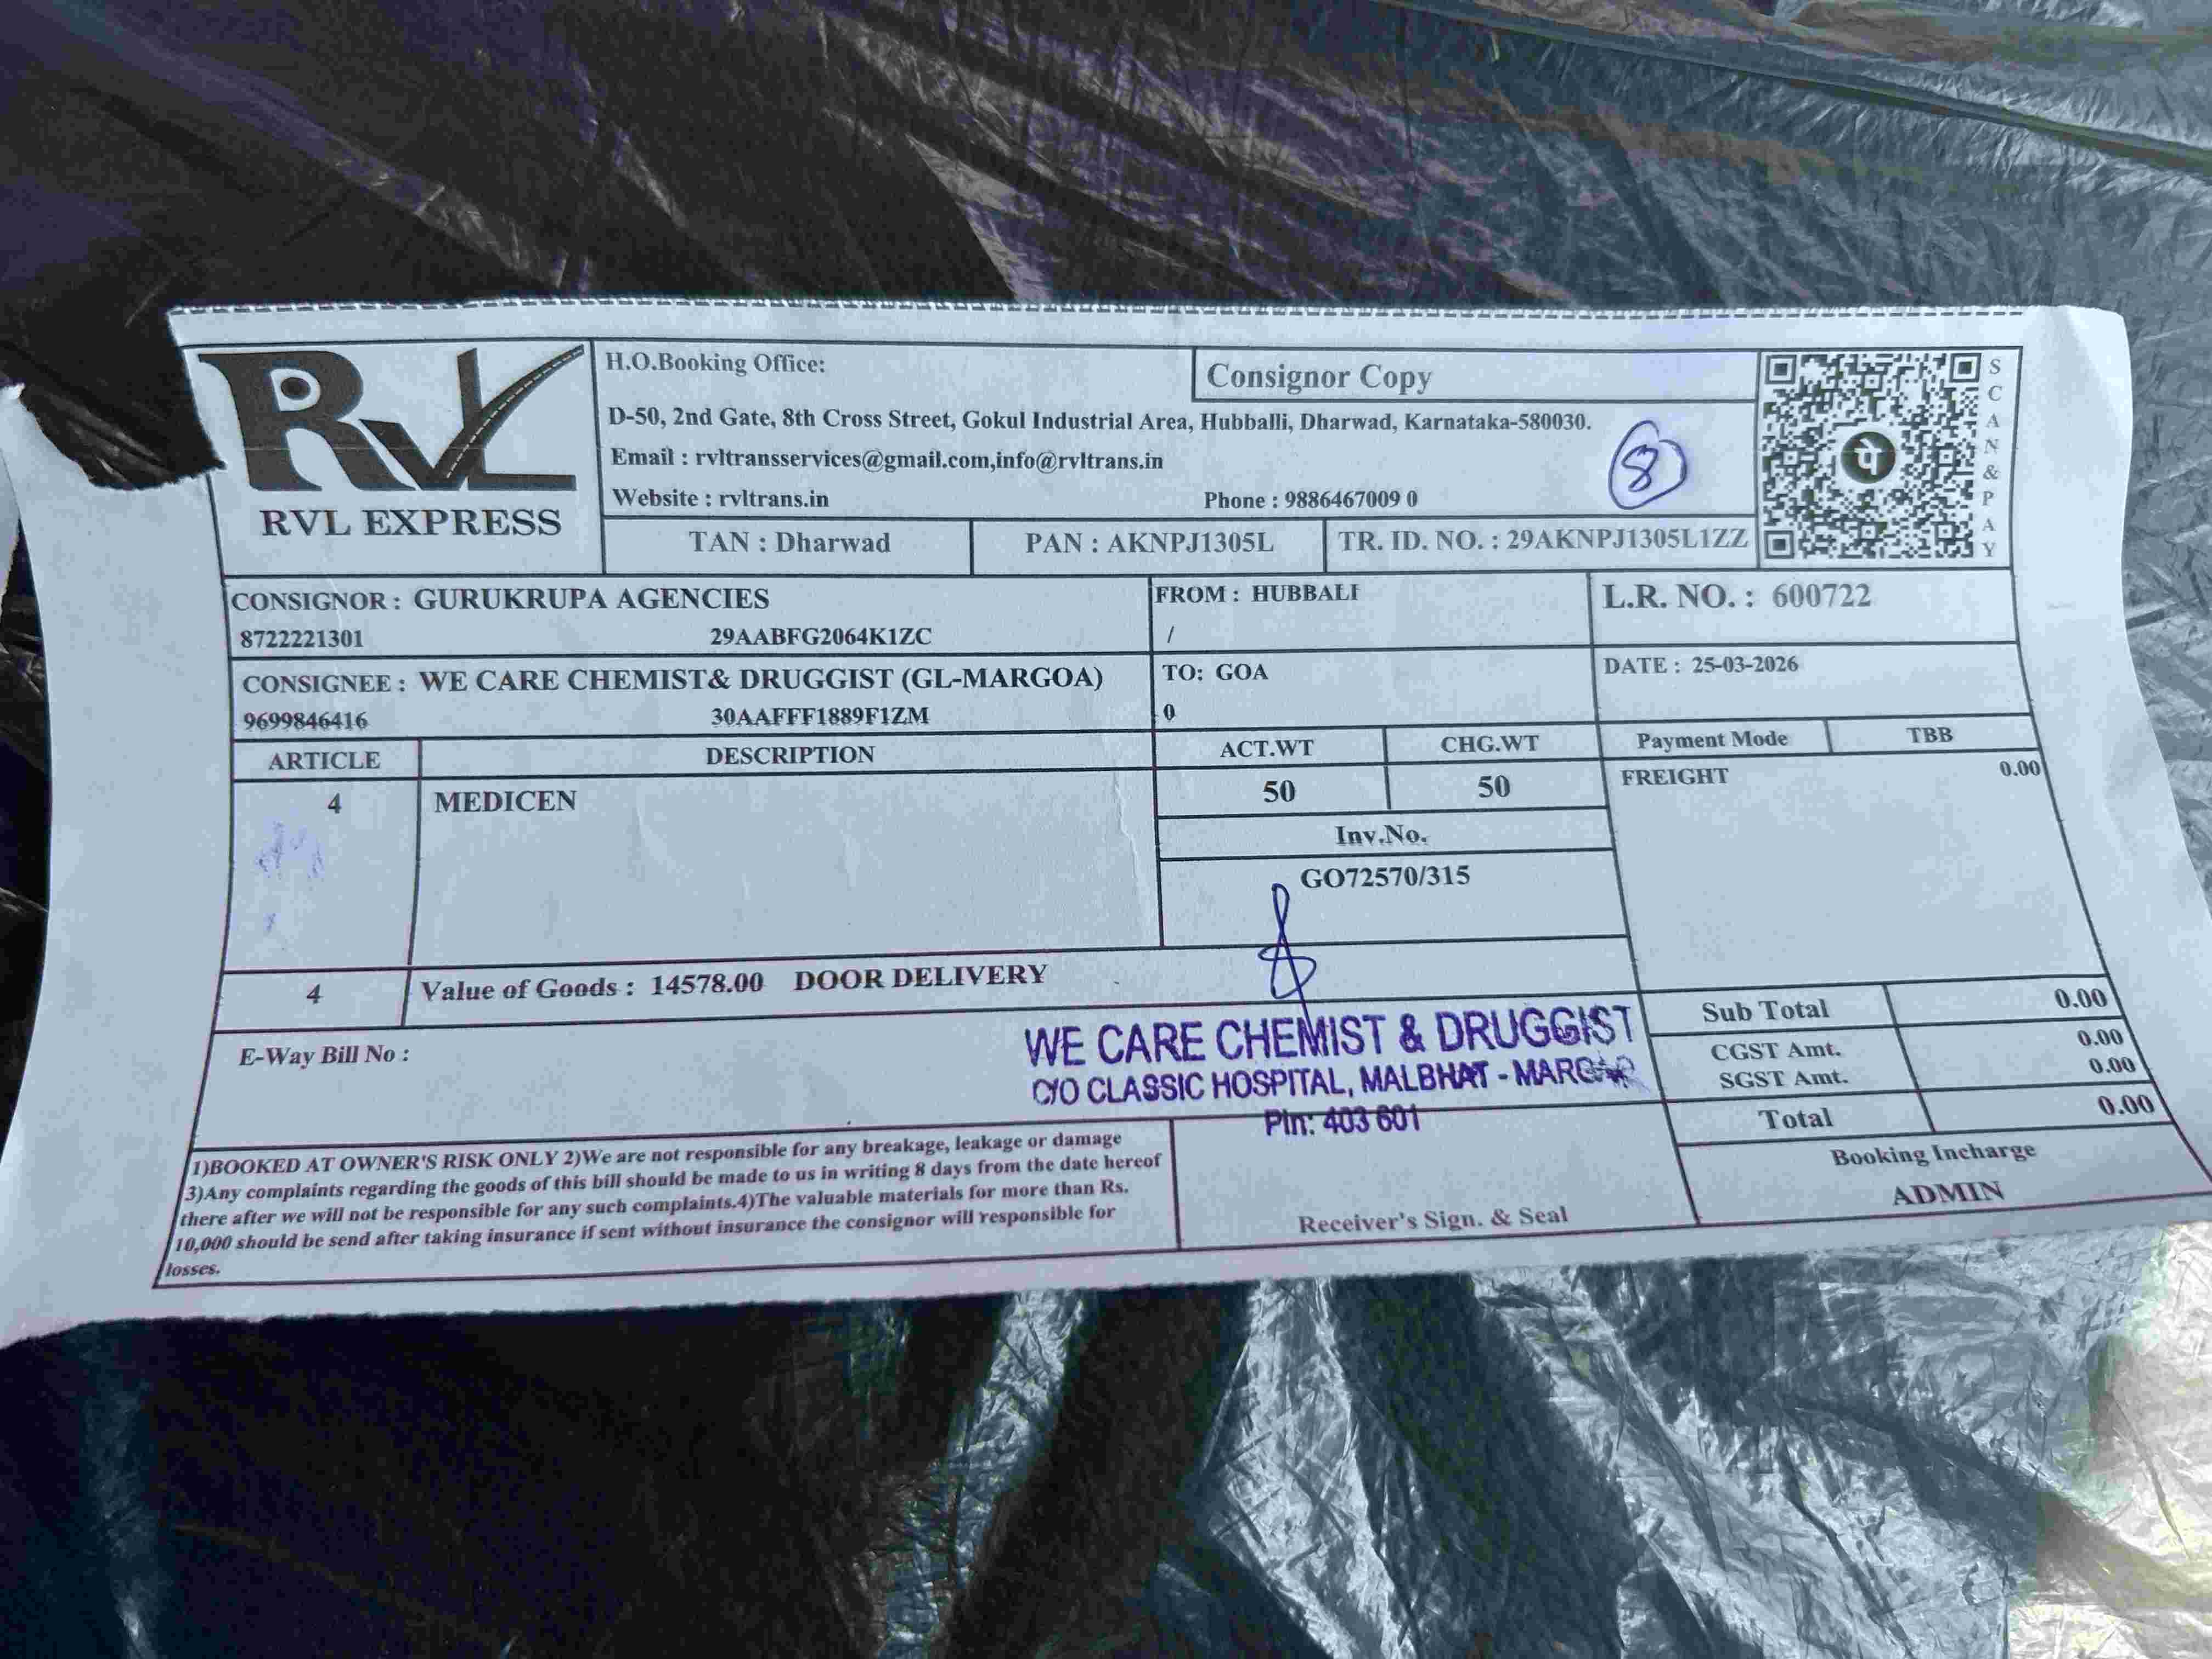 RVL
RVL EXPRESS
H.O.Booking Office:
Consignor Copy
D-50, 2nd Gate, 8th Cross Street, Gokul Industrial Area, Hubballi, Dharwad, Karnataka-580030.
Email : rvltransservices@gmail.com,info@rvltrans.in
Website : rvltrans.in Phone : 9886467009 0
8
TAN : Dharwad PAN : AKNPJ1305L TR. ID. NO. : 29AKNPJ1305L1ZZ
पे
SCAN & PAY
CONSIGNOR : GURUKRUPA AGENCIES
8722221301 29AABFG2064K1ZC
FROM : HUBBALI
/
L.R. NO. : 600722
CONSIGNEE : WE CARE CHEMIST& DRUGGIST (GL-MARGOA)
9699846416 30AAFFF1889F1ZM
TO: GOA
0
DATE : 25-03-2026
ARTICLE DESCRIPTION ACT.WT CHG.WT Payment Mode TBB
4 MEDICEN 50 50 FREIGHT 0.00
Inv.No.
GO72570/315
4 Value of Goods : 14578.00 DOOR DELIVERY
E-Way Bill No :
WE CARE CHEMIST & DRUGGIST
C/O CLASSIC HOSPITAL, MALBHAT -
Pin: 403 601
Sub Total 0.00
CGST Amt. 0.00
SGST Amt. 0.00
Total 0.00
1)BOOKED AT OWNER'S RISK ONLY 2)We are not responsible for any breakage, leakage or damage
3)Any complaints regarding the goods of this bill should be made to us in writing 8 days from the date hereof
there after we will not be responsible for any such complaints.4)The valuable materials for more than Rs.
10,000 should be send after taking insurance if sent without insurance the consignor will responsible for
losses.
Receiver's Sign. & Seal
Booking Incharge
ADMIN